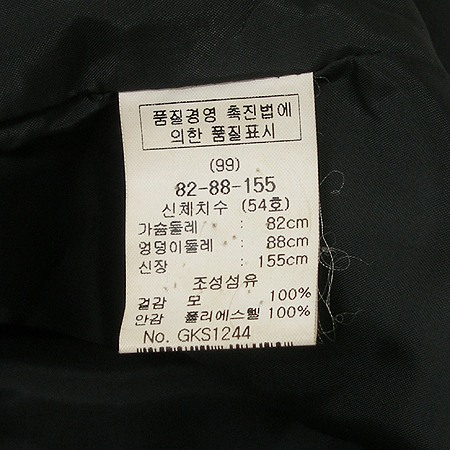 품질경영 촉진법에
의한 품질표시
(99)
82-88-155
신체치수 (54호)
가슴둘레 : 82cm
엉덩이둘레 : 88cm
신장 : 155cm
조성섬유
겉감 모 100%
안감 폴리에스텔 100%
No. GKS1244